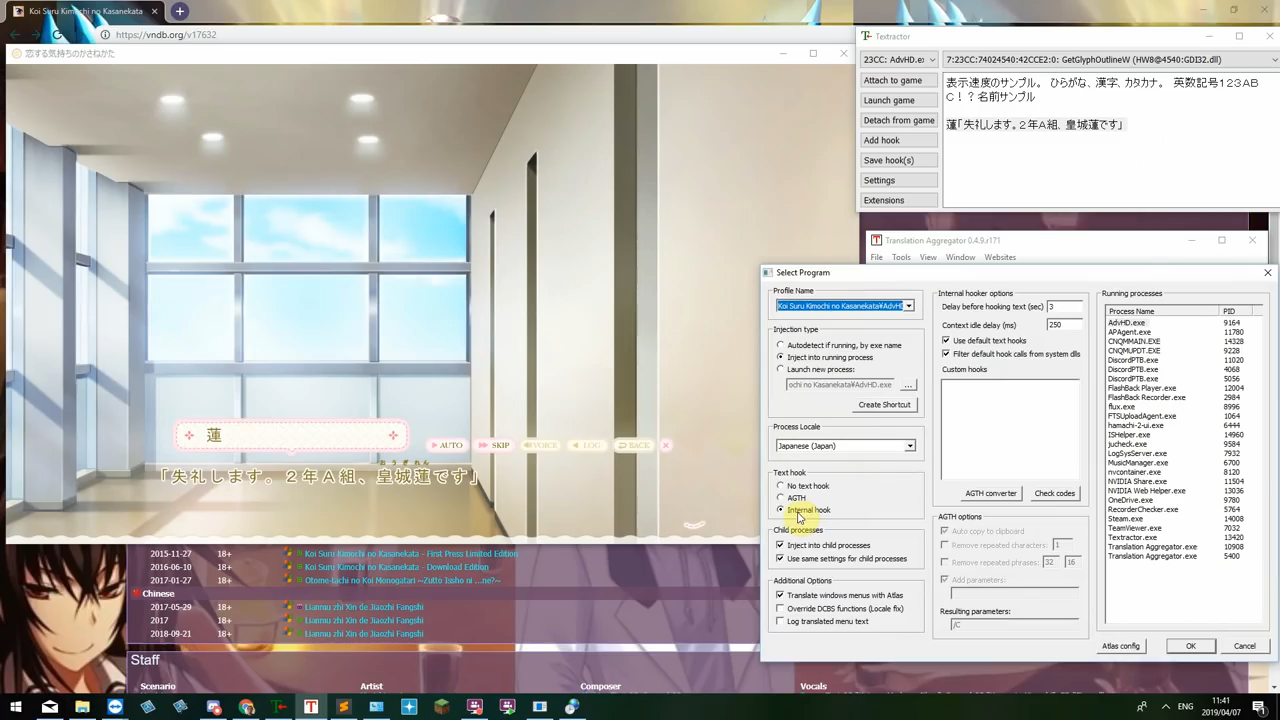 Koi Suru Kimochi no Kasanekata
https://vndb.org/v17632
恋する気持ちのかさねかた
蓮
AUTO
SKIP
VOICE
LOG
BACK
「失礼します。２年Ａ組、皇城蓮です」
2015-11-27 18+ Koi Suru Kimochi no Kasanekata - First Press Limited Edition
2016-06-10 18+ Koi Suru Kimochi no Kasanekata - Download Edition
2017-01-27 18+ Otome-tachi no Koi Monogatari ~Zutto Issho ni ...ne?~
Chinese
2017-05-29 18+ Lianmu zhi Xin de Jiaozhi Fangshi
2017 18+ Lianmu zhi Xin de Jiaozhi Fangshi
2018-09-21 18+ Lianmu zhi Xin de Jiaozhi Fangshi
Staff
Scenario Artist Composer Vocals
Textractor
23CC: AdvHD.e
7:23CC:74024540:42CCE2:0: GetGlyphOutlineW (HW8@4540:GDI32.dll)
Attach to game
Launch game
Detach from game
Add hook
Save hook(s)
Settings
Extensions
表示速度のサンプル。 ひらがな、漢字、カタカナ。 英数記号１２３ＡＢ
Ｃ！？名前サンプル
蓮「失礼します。２年Ａ組、皇城蓮です」
Translation Aggregator 0.4.9.r171
File Tools View Window Websites
Select Program
Profile Name
Koi Suru Kimochi no Kasanekata¥AdvHD
Injection type
Autodetect if running, by exe name
Inject into running process
Launch new process:
ochi no Kasanekata¥AdvHD.exe
...
Create Shortcut
Process Locale
Japanese (Japan)
Text hook
No text hook
AGTH
Internal hook
Child processes
Inject into child processes
Use same settings for child processes
Additional Options
Translate windows menus with Atlas
Override DCBS functions (Locale fix)
Log translated menu text
Internal hooker options
Delay before hooking text (sec) 3
Context idle delay (ms) 250
Use default text hooks
Filter default hook calls from system dlls
Custom hooks
AGTH converter
Check codes
AGTH options
Auto copy to clipboard
Remove repeated characters: 1
Remove repeated phrases: 32 16
Add parameters:
Resulting parameters:
/C
Running processes
Process Name PID
AdvHD.exe 9164
APAgent.exe 11780
CNQMMAIN.EXE 14328
CNQMUPDT.EXE 9228
DiscordPTB.exe 11020
DiscordPTB.exe 4068
DiscordPTB.exe 5056
FlashBack Player.exe 12004
FlashBack Recorder.exe 2984
flux.exe 8996
FTSUploadAgent.exe 1064
hamachi-2-ui.exe 6444
ISHelper.exe 14960
jucheck.exe 9584
LogSysServer.exe 7932
MusicManager.exe 6700
nvcontainer.exe 8120
NVIDIA Share.exe 11504
NVIDIA Web Helper.exe 13036
OneDrive.exe 9780
RecorderChecker.exe 5764
Steam.exe 14008
TeamViewer.exe 7132
Textractor.exe 13420
Translation Aggregator.exe 10908
Translation Aggregator.exe 5400
Atlas config
OK
Cancel
ENG
11:41
2019/04/07